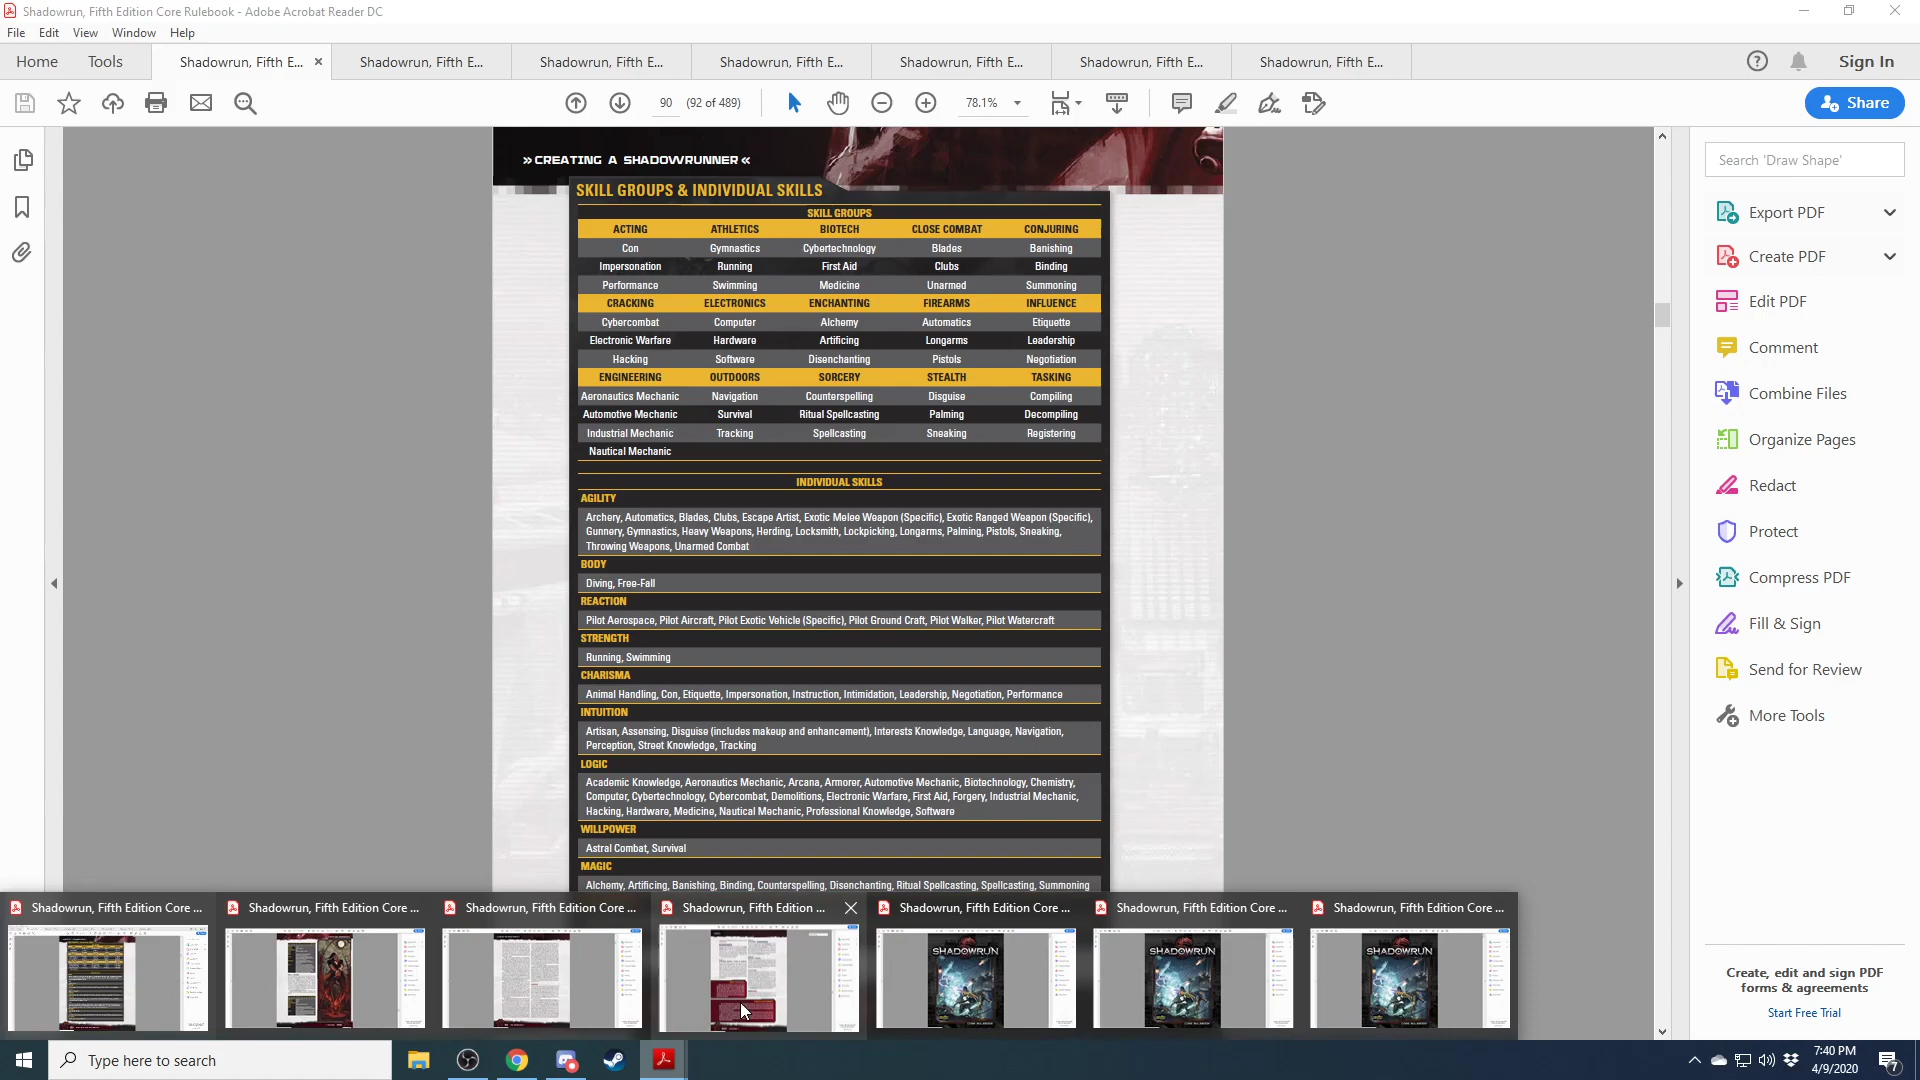 Shadowrun, Fifth Edition Core Rulebook - Adobe Acrobat Reader DC
File Edit View Window Help
Home Tools Shadowrun, Fifth E... × Shadowrun, Fifth E... Shadowrun, Fifth E... Shadowrun, Fifth E... Shadowrun, Fifth E... Shadowrun, Fifth E... Shadowrun, Fifth E... Sign In
90 (92 of 489) 78.1% Share
»CREATING A SHADOWRUNNER«
SKILL GROUPS & INDIVIDUAL SKILLS
SKILL GROUPS
ACTING ATHLETICS BIOTECH CLOSE COMBAT CONJURING
Con Gymnastics Cybertechnology Blades Banishing
Impersonation Running First Aid Clubs Binding
Performance Swimming Medicine Unarmed Summoning
CRACKING ELECTRONICS ENCHANTING FIREARMS INFLUENCE
Cybercombat Computer Alchemy Automatics Etiquette
Electronic Warfare Hardware Artificing Longarms Leadership
Hacking Software Disenchanting Pistols Negotiation
ENGINEERING OUTDOORS SORCERY STEALTH TASKING
Aeronautics Mechanic Navigation Counterspelling Disguise Compiling
Automotive Mechanic Survival Ritual Spellcasting Palming Decompiling
Industrial Mechanic Tracking Spellcasting Sneaking Registering
Nautical Mechanic
INDIVIDUAL SKILLS
AGILITY
Archery, Automatics, Blades, Clubs, Escape Artist, Exotic Melee Weapon (Specific), Exotic Ranged Weapon (Specific),
Gunnery, Gymnastics, Heavy Weapons, Herding, Locksmith, Lockpicking, Longarms, Palming, Pistols, Sneaking,
Throwing Weapons, Unarmed Combat
BODY
Diving, Free-Fall
REACTION
Pilot Aerospace, Pilot Aircraft, Pilot Exotic Vehicle (Specific), Pilot Ground Craft, Pilot Walker, Pilot Watercraft
STRENGTH
Running, Swimming
CHARISMA
Animal Handling, Con, Etiquette, Impersonation, Instruction, Intimidation, Leadership, Negotiation, Performance
INTUITION
Artisan, Assensing, Disguise (includes makeup and enhancement), Interests Knowledge, Language, Navigation,
Perception, Street Knowledge, Tracking
LOGIC
Academic Knowledge, Aeronautics Mechanic, Arcana, Armorer, Automotive Mechanic, Biotechnology, Chemistry,
Computer, Cybertechnology, Cybercombat, Demolitions, Electronic Warfare, First Aid, Forgery, Industrial Mechanic,
Hacking, Hardware, Medicine, Nautical Mechanic, Professional Knowledge, Software
WILLPOWER
Astral Combat, Survival
MAGIC
Alchemy, Artificing, Banishing, Binding, Counterspelling, Disenchanting, Ritual Spellcasting, Spellcasting, Summoning
Search 'Draw Shape'
Export PDF
Create PDF
Edit PDF
Comment
Combine Files
Organize Pages
Redact
Protect
Compress PDF
Fill & Sign
Send for Review
More Tools
Create, edit and sign PDF
forms & agreements
Start Free Trial
Shadowrun, Fifth Edition Core ... Shadowrun, Fifth Edition Core ... Shadowrun, Fifth Edition Core ... Shadowrun, Fifth Edition ... Shadowrun, Fifth Edition Core ... Shadowrun, Fifth Edition Core ... Shadowrun, Fifth Edition Core ...
SHADOWRUN SHADOWRUN SHADOWRUN
Type here to search
7:40 PM
4/9/2020
7